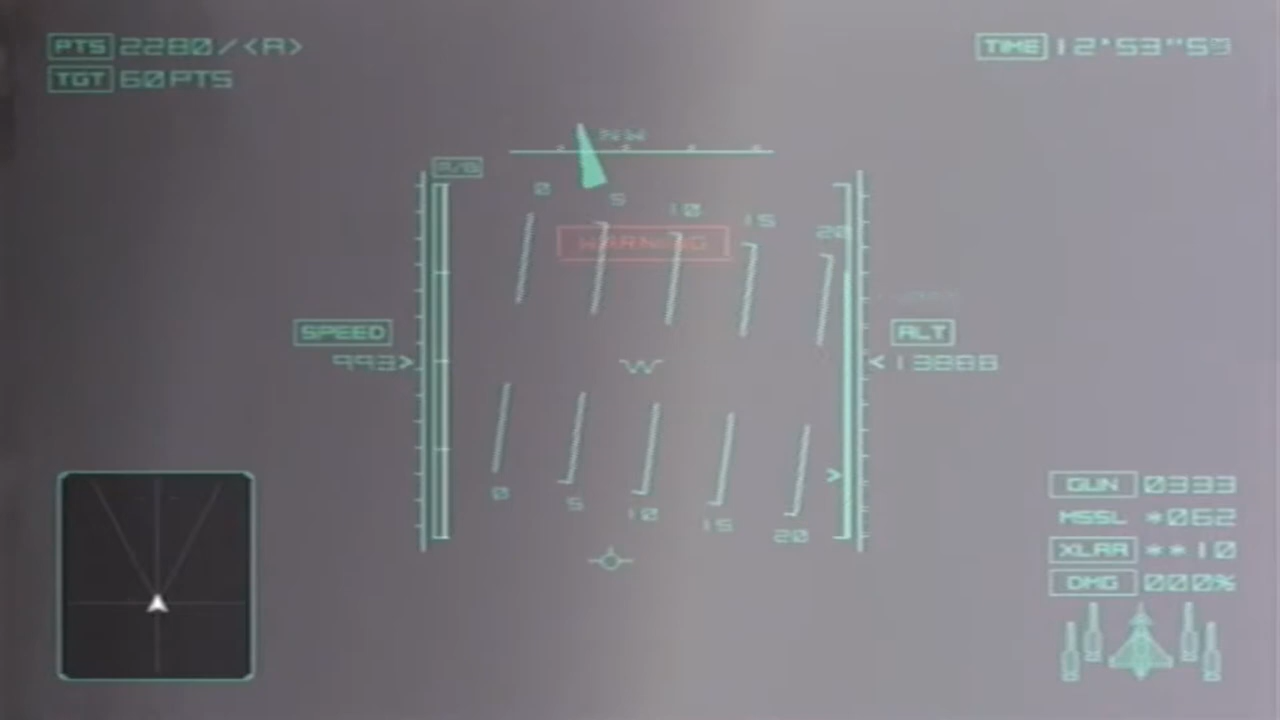 PTS 2280/<A>
TIME 12"53"59
TGT 60PTS
NW
0 5 10 15 20
WARNING
SPEED
993>
ALT
<13888
0 5 10 15 20
GUN 0333
MSSL *062
XLAA **10
DMG 000%